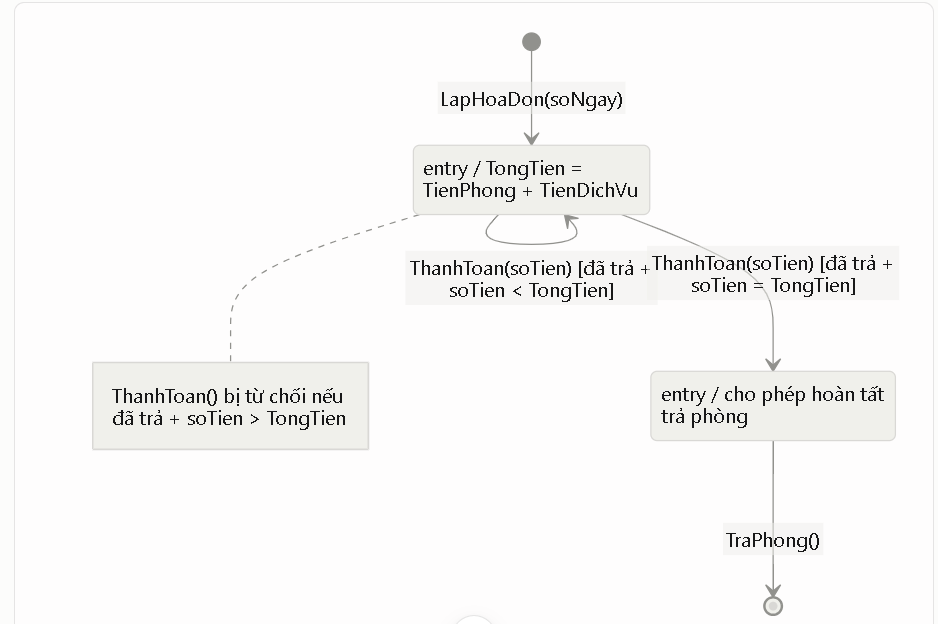 LapHoaDon(soNgay)
entry / TongTien =
TienPhong + TienDichVu
ThanhToan(soTien) [đã trả +
soTien < TongTien]
ThanhToan(soTien) [đã trả +
soTien = TongTien]
ThanhToan() bị từ chối nếu
đã trả + soTien > TongTien
entry / cho phép hoàn tất
trả phòng
TraPhong()